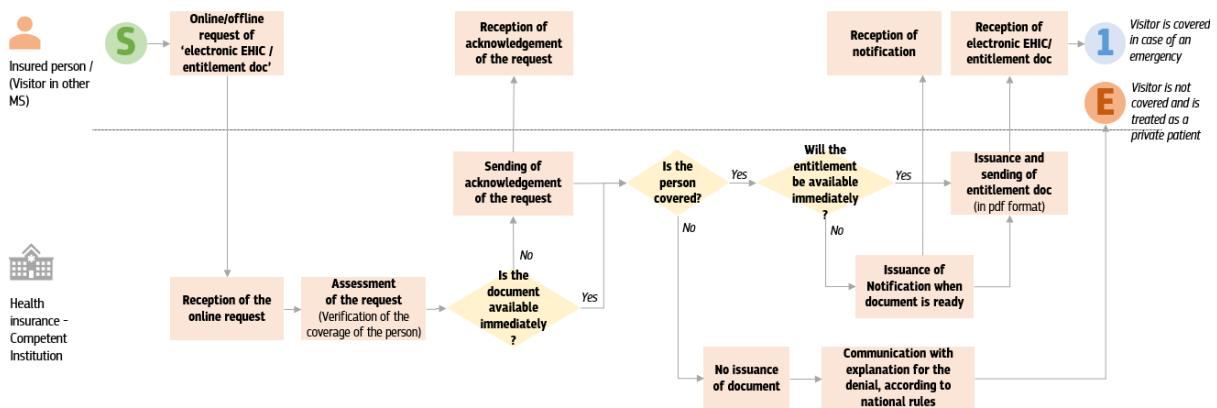 Insured person /
(Visitor in other
MS)
S
Online/offline
request of
‘electronic EHIC /
entitlement doc’
Reception of
acknowledgement
of the request
Reception of
notification
Reception of
electronic EHIC/
entitlement doc
1
Visitor is covered
in case of an
emergency
E
Visitor is not
covered and is
treated as a
private patient
Health
insurance -
Competent
Institution
Reception of the
online request
Assessment
of the request
(Verification of the
coverage of the person)
Is the
document
available
immediately
?
No
Yes
Sending of
acknowledgement
of the request
Is the
person
covered?
Yes
No
Will the
entitlement
be available
immediately
?
Yes
No
Issuance and
sending of
entitlement doc
(in pdf format)
Issuance of
Notification when
document is ready
No issuance
of document
Communication with
explanation for the
denial, according to
national rules